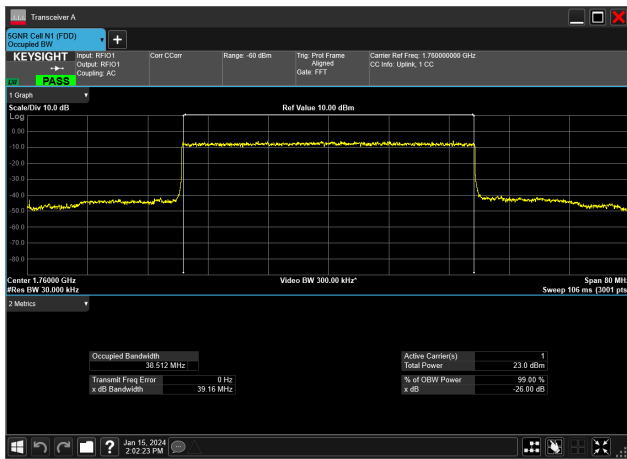 Transceiver A
5GNR Cell N1 (FDD)
Occupied BW
KEYSIGHT
LXI
PASS
Input: RFIO1
Output: RFIO1
Coupling: AC
Corr CCorr
Range: -60 dBm
Trig: Prot Frame
Aligned
Gate: FFT
Carrier Ref Freq: 1.760000000 GHz
CC Info: Uplink, 1 CC
1 Graph
Scale/Div 10.0 dB
Ref Value 10.00 dBm
Log
0.00
-10.0
-20.0
-30.0
-40.0
-50.0
-60.0
-70.0
-80.0
Center 1.76000 GHz
Video BW 300.00 kHz*
Span 80 MHz
#Res BW 30.000 kHz
Sweep 106 ms (3001 pts
2 Metrics
Occupied Bandwidth
38.512 MHz
Transmit Freq Error 0 Hz
x dB Bandwidth 39.16 MHz
Active Carrier(s) 1
Total Power 23.0 dBm
% of OBW Power 99.00 %
x dB -26.00 dB
?
Jan 15, 2024
2:02:23 PM